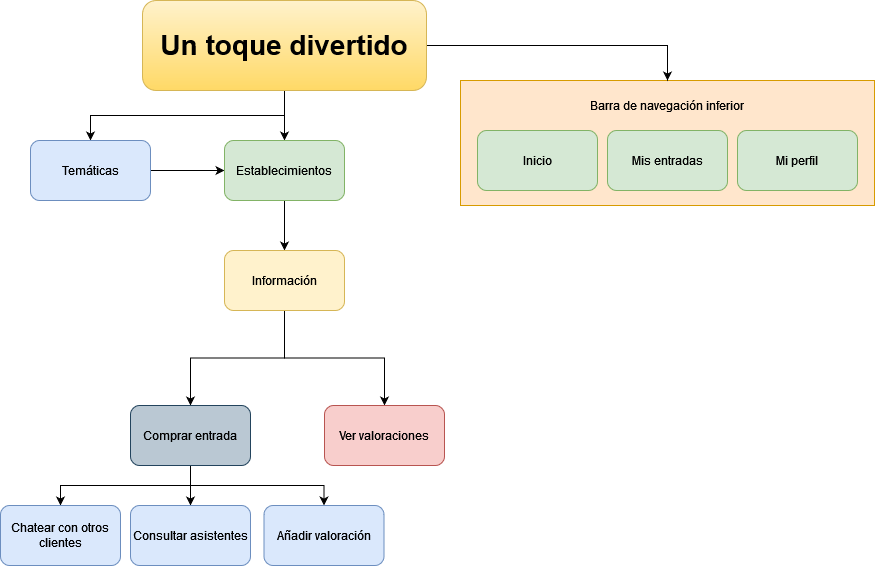 Un toque divertido
Barra de navegación inferior
Inicio
Mis entradas
Mi perfil
Temáticas
Establecimientos
Información
Comprar entrada
Ver valoraciones
Chatear con otros
clientes
Consultar asistentes
Añadir valoración